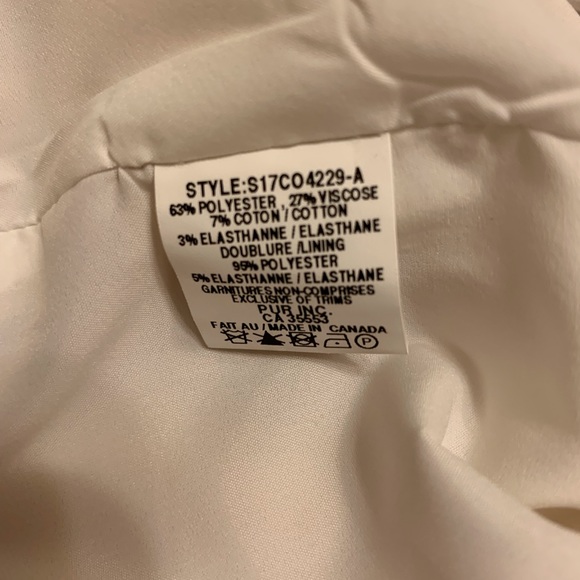 STYLE:S17CO4229-A
63% POLYESTER, 27% VISCOSE
7% COTON / COTTON
3% ELASTHANNE / ELASTHANE
DOUBLURE /LINING
95% POLYESTER
5% ELASTHANNE / ELASTHANE
GARNITURES NON-COMPRISES
EXCLUSIVE OF TRIMS
PUR INC.
CA 35553
FAIT AU / MADE IN CANADA
P